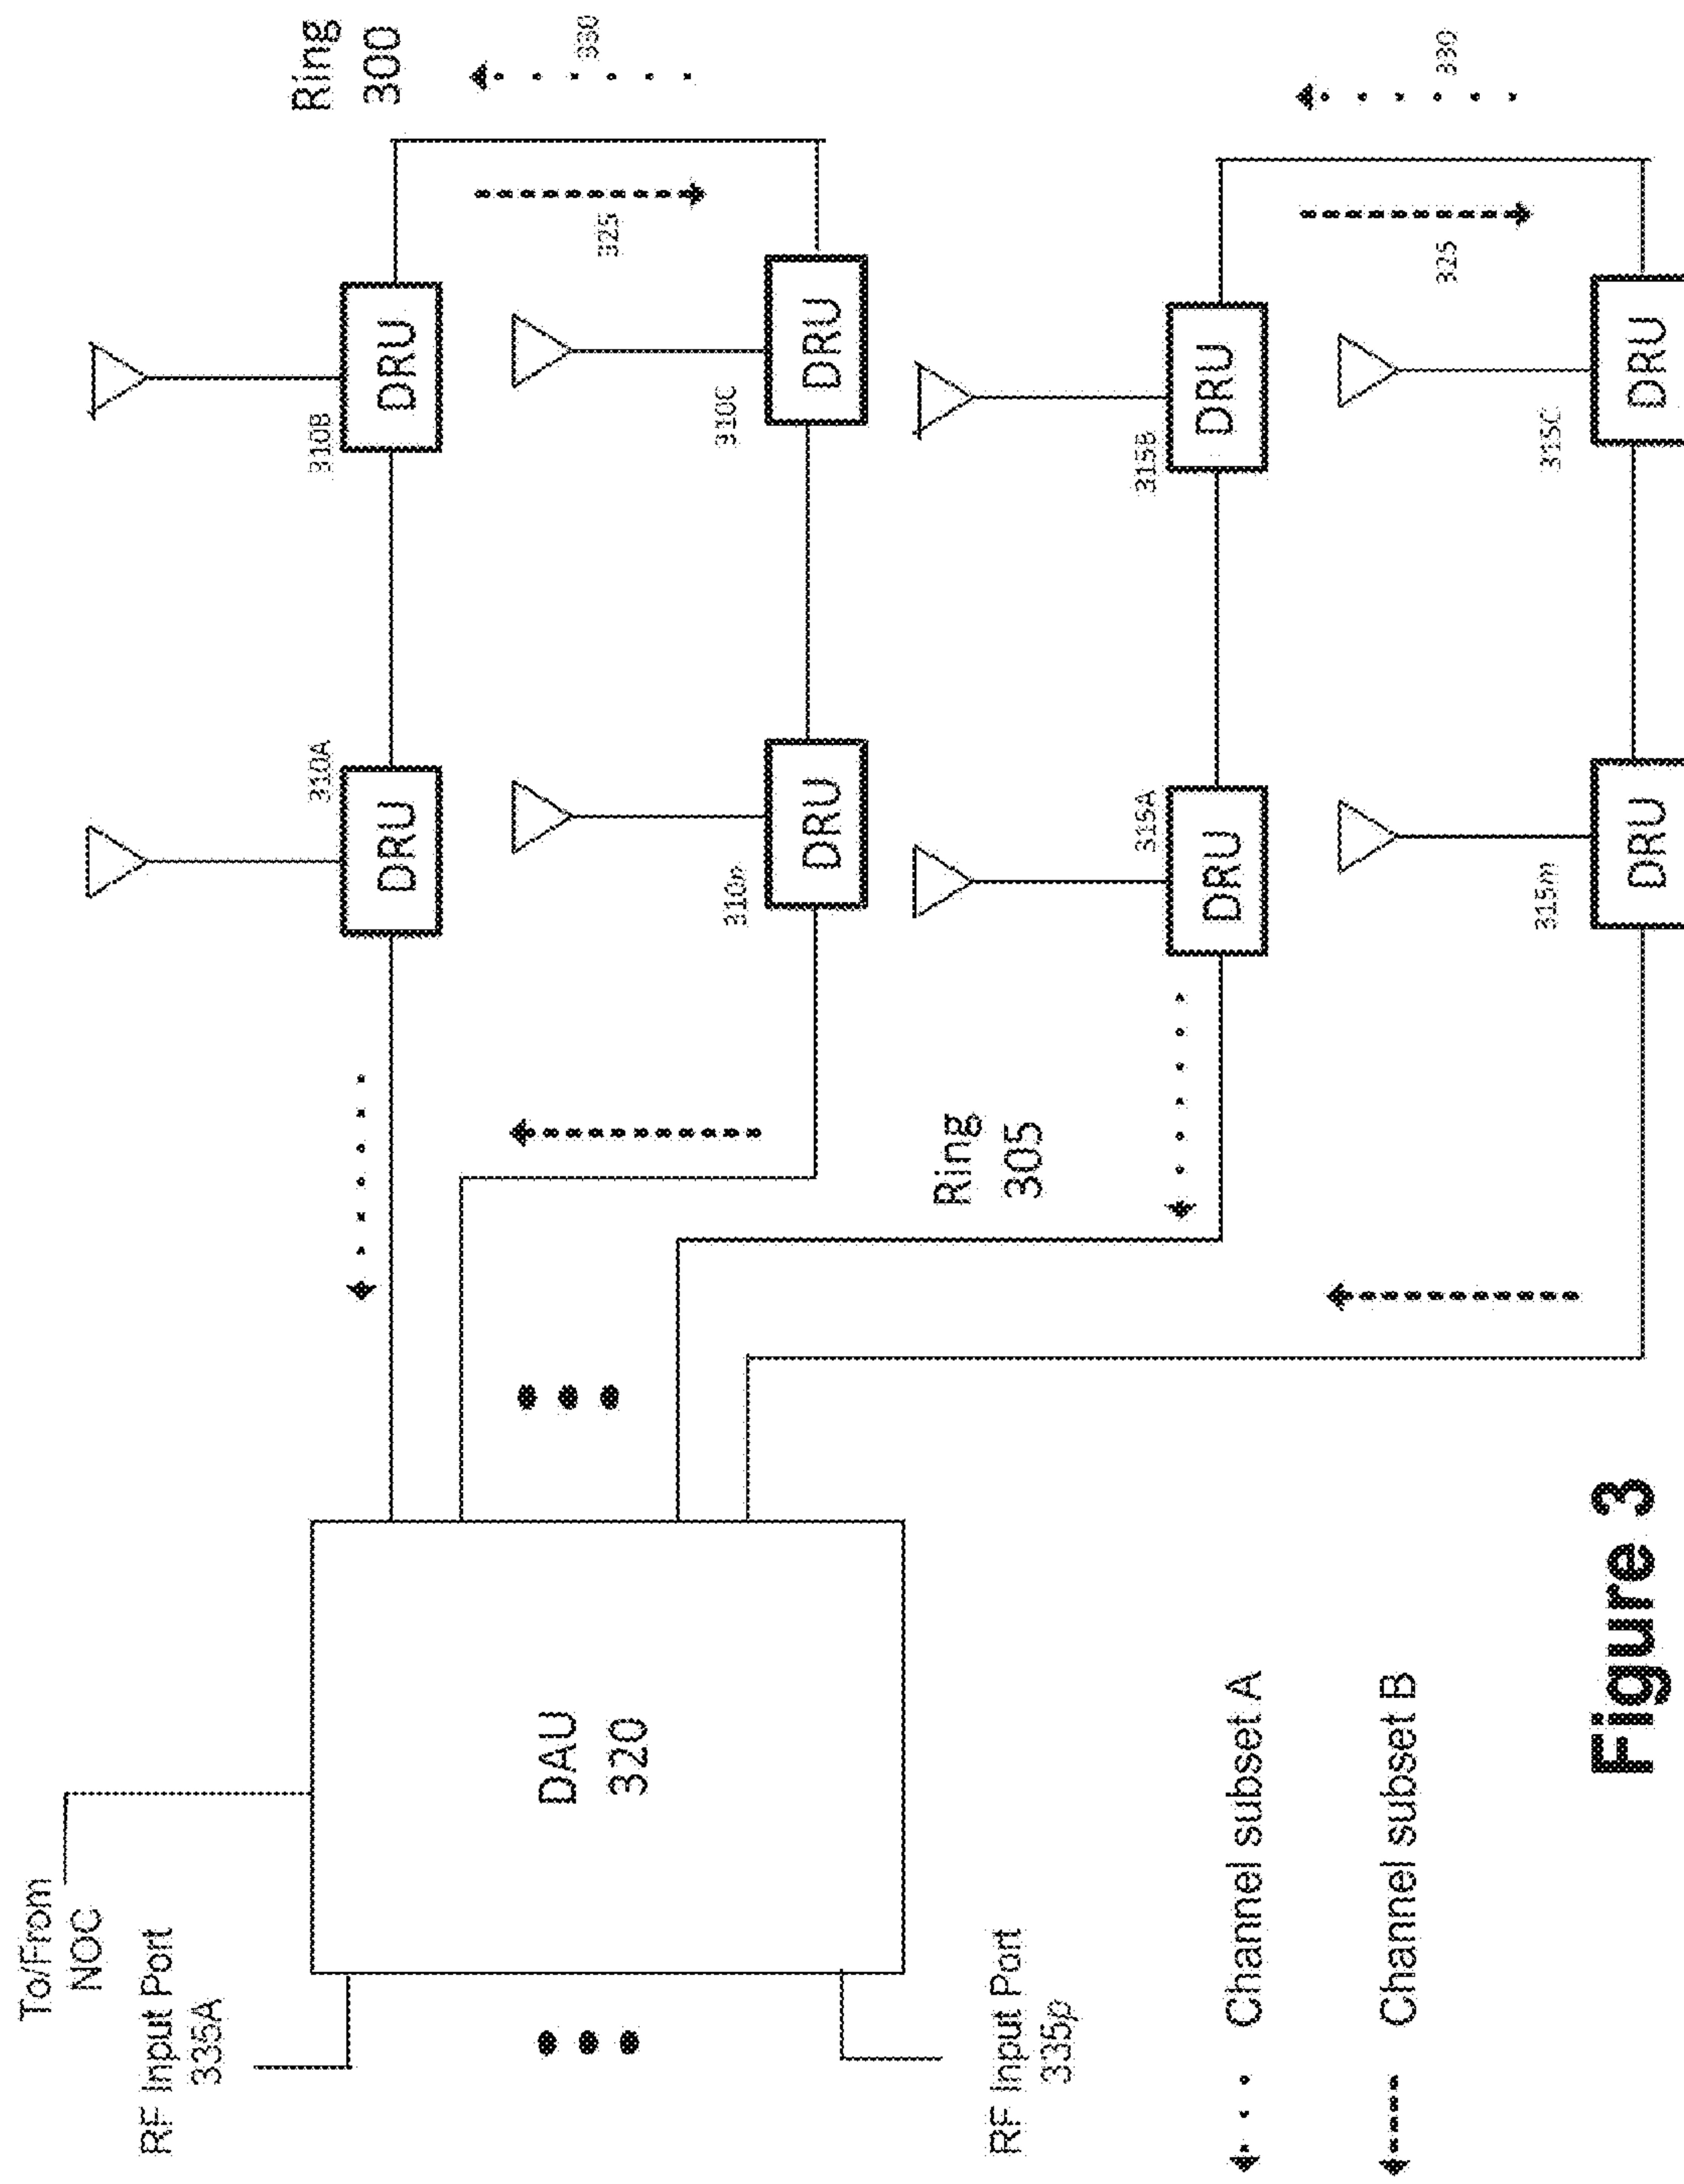 To/From
NOC
RF Input Port
335A
RF Input Port
335p
DAU
320
Ring
300
310A
DRU
310B
DRU
325
330
310n
DRU
310C
DRU
Ring
305
315A
DRU
315B
DRU
325
330
315m
DRU
315C
DRU
Channel subset A
Channel subset B
Figure 3